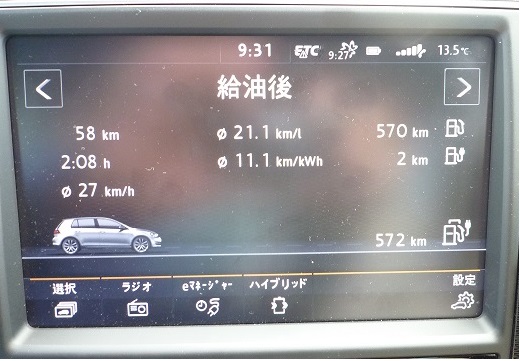 9:31 ETC 9:27 13.5℃
給油後
58 km ø 21.1 km/l 570 km
2:08 h ø 11.1 km/kWh 2 km
ø 27 km/h
572 km
選択 ラジオ eマネージャー ハイブリッド 設定